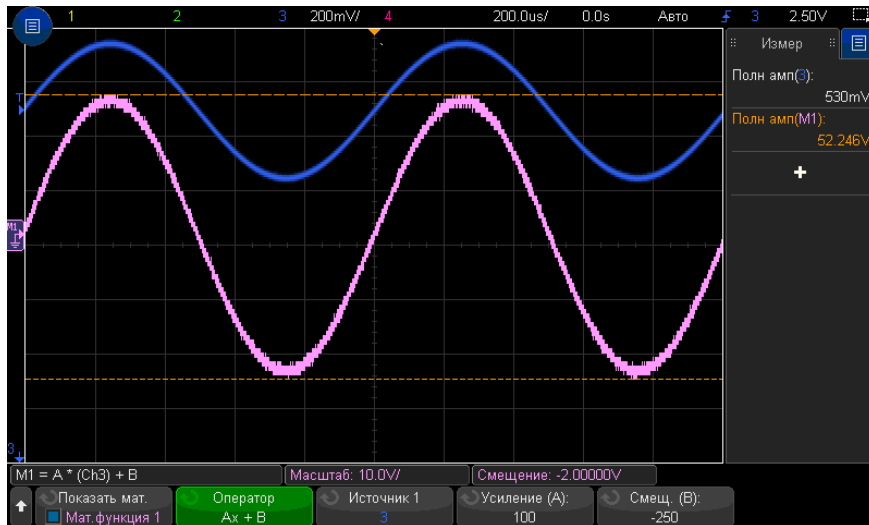 1 2 3 200mV/ 4 200.0us/ 0.0s Авто 3 2.50V
Измер
Полн амп(3):
530mV
Полн амп(M1):
52.246V
+
T
M1
3
M1 = A * (Ch3) + B Масштаб: 10.0V/ Смещение: -2.00000V
Показать мат. Оператор Источник 1 Усиление (A): Смещ. (B):
Мат.функция 1 Ax + B 3 100 -250